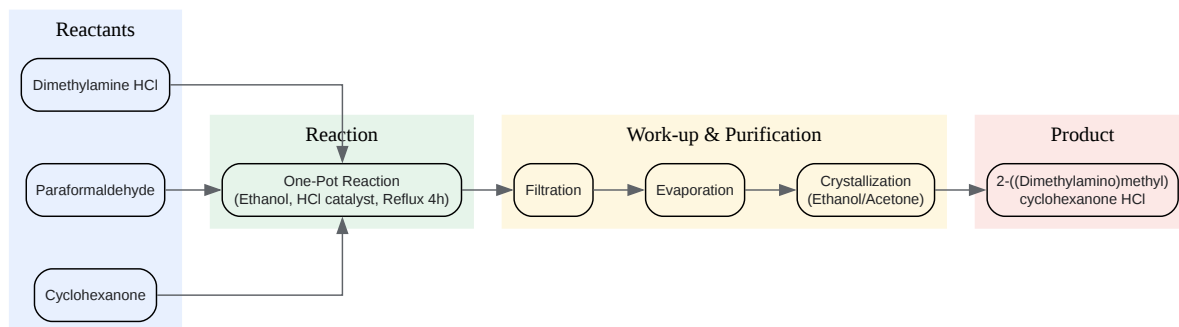 Reactants
Dimethylamine HCl
Paraformaldehyde
Cyclohexanone
Reaction
One-Pot Reaction
(Ethanol, HCl catalyst, Reflux 4h)
Work-up & Purification
Filtration
Evaporation
Crystallization
(Ethanol/Acetone)
Product
2-((Dimethylamino)methyl)
cyclohexanone HCl